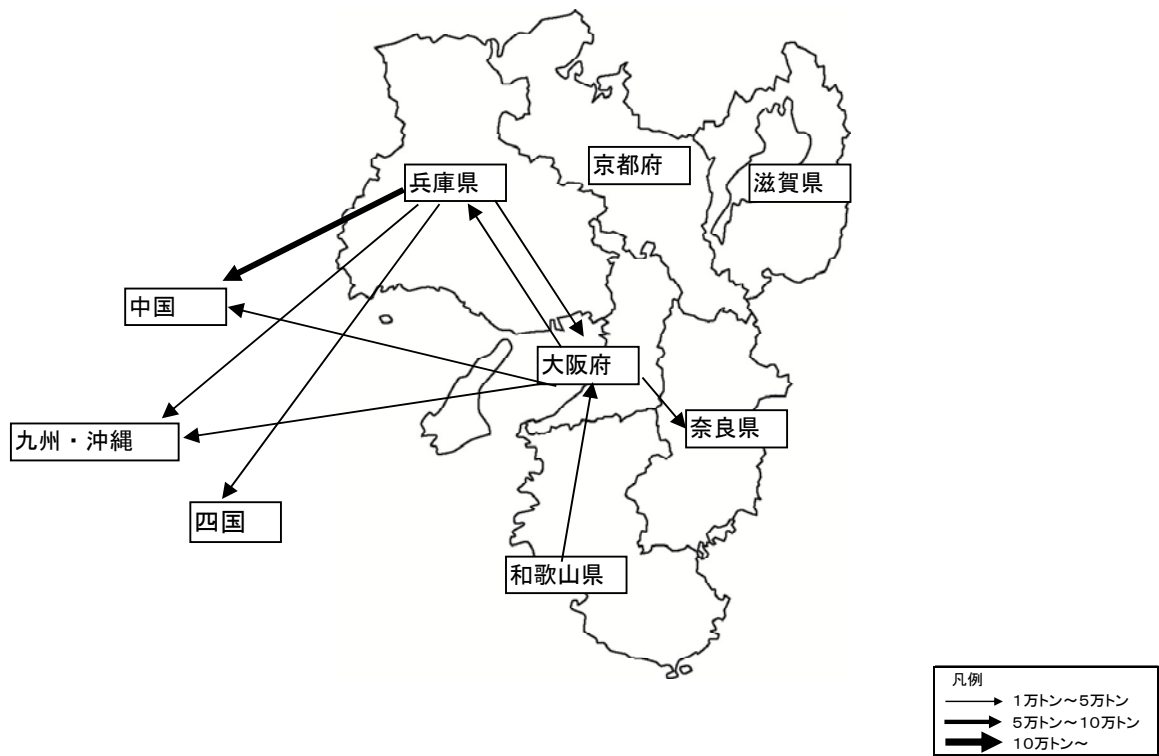 京都府
兵庫県
滋賀県
中国
大阪府
奈良県
九州・沖縄
四国
和歌山県
凡例
1万トン～5万トン
5万トン～10万トン
10万トン～